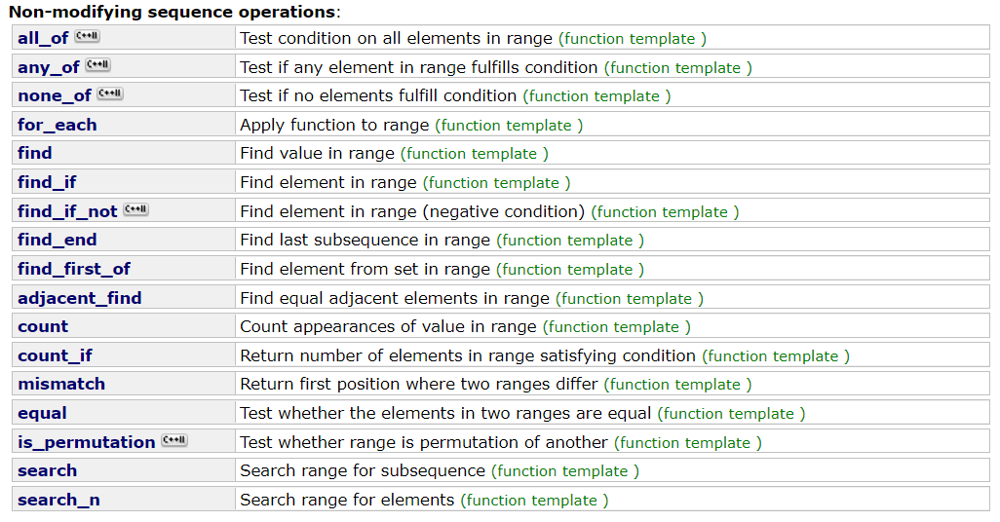 Non-modifying sequence operations:
all_of C++11 Test condition on all elements in range (function template )
any_of C++11 Test if any element in range fulfills condition (function template )
none_of C++11 Test if no elements fulfill condition (function template )
for_each Apply function to range (function template )
find Find value in range (function template )
find_if Find element in range (function template )
find_if_not C++11 Find element in range (negative condition) (function template )
find_end Find last subsequence in range (function template )
find_first_of Find element from set in range (function template )
adjacent_find Find equal adjacent elements in range (function template )
count Count appearances of value in range (function template )
count_if Return number of elements in range satisfying condition (function template )
mismatch Return first position where two ranges differ (function template )
equal Test whether the elements in two ranges are equal (function template )
is_permutation C++11 Test whether range is permutation of another (function template )
search Search range for subsequence (function template )
search_n Search range for elements (function template )